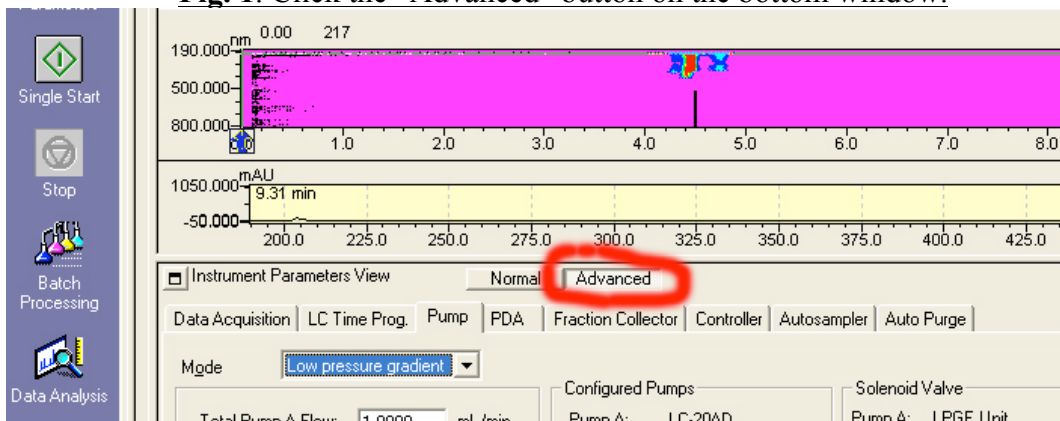 Fig. 1. Click the "Advanced" button on the bottom window.
nm 0.00 217
190.000
500.000
800.000
0.0 1.0 2.0 3.0 4.0 5.0 6.0 7.0 8.0
Single Start
Stop
Batch
Processing
Data Analysis
mAU
1050.000
9.31 min
-50.000
200.0 225.0 250.0 275.0 300.0 325.0 350.0 375.0 400.0 425.0
Instrument Parameters View Normal Advanced
Data Acquisition LC Time Prog. Pump PDA Fraction Collector Controller Autosampler Auto Purge
Mode Low pressure gradient
Configured Pumps Solenoid Valve
Total Pump A Flow: 1.0000 mL/min Pump A: LC-20AD Pump A: LPGE Unit